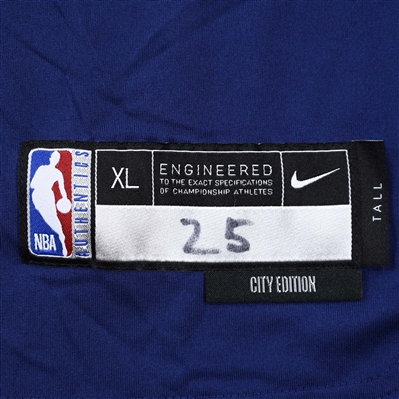 NBA
AUTHENTICS
XL
ENGINEERED
TO THE EXACT SPECIFICATIONS
OF CHAMPIONSHIP ATHLETES
TALL
25
CITY EDITION